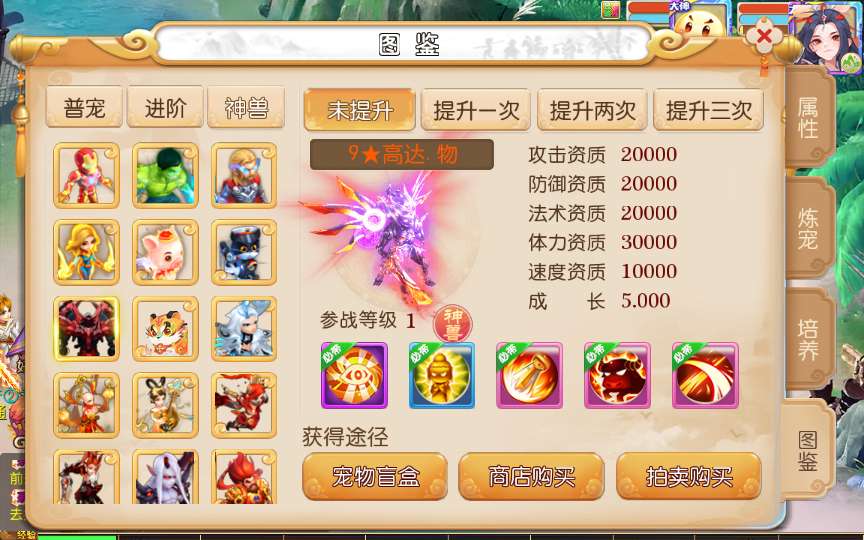 大神
图 鉴
普宠 进阶 神兽
未提升 提升一次 提升两次 提升三次
9★高达.物
攻击资质 20000
防御资质 20000
法术资质 20000
体力资质 30000
速度资质 10000
成 长 5.000
参战等级 1
神兽
必带 必带 必带 必带 必带
获得途径
宠物盲盒 商店购买 拍卖购买
属性
炼宠
培养
图鉴
前
去
经验